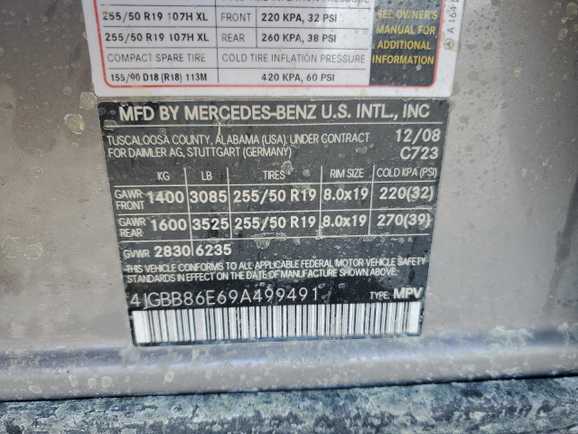 255/50 R19 107H XL FRONT 220 KPA, 32 PSI
255/50 R19 107H XL REAR 260 KPA, 38 PSI
COMPACT SPARE TIRE COLD TIRE INFLATION PRESSURE
155/90 D18 (R18) 113M 420 KPA, 60 PSI
SEE OWNER'S
MANUAL FOR
ADDITIONAL
INFORMATION
A 164
MFD BY MERCEDES-BENZ U.S. INTL., INC
TUSCALOOSA COUNTY, ALABAMA (USA), UNDER CONTRACT 12/08
FOR DAIMLER AG, STUTTGART (GERMANY) C723
KG LB TIRES RIM SIZE COLD KPA (PSI)
GAWR FRONT 1400 3085 255/50 R19 8.0x19 220(32)
GAWR REAR 1600 3525 255/50 R19 8.0x19 270(39)
GVWR 2830 6235
THIS VEHICLE CONFORMS TO ALL APPLICABLE FEDERAL MOTOR VEHICLE SAFETY
STANDARDS IN EFFECT ON THE DATE OF MANUFACTURE SHOWN ABOVE.
4JGBB86E69A499491 TYPE: MPV